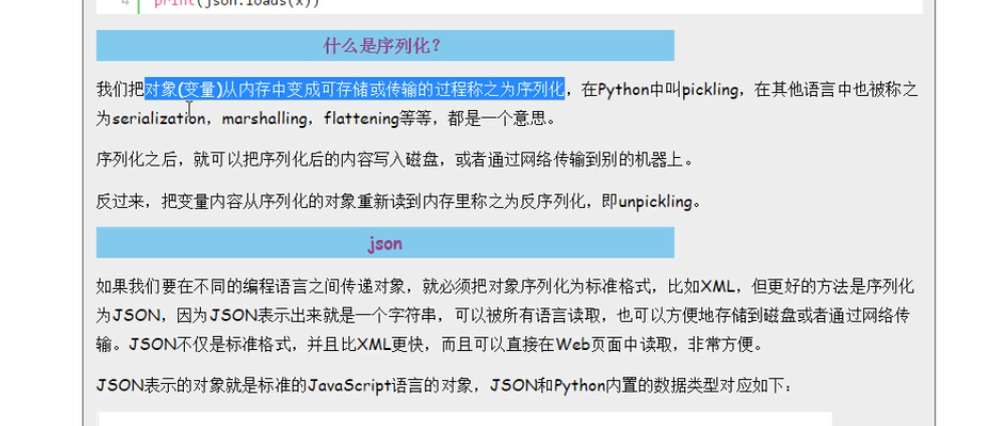 4 print(json.loads(x))
什么是序列化？
我们把对象(变量)从内存中变成可存储或传输的过程称之为序列化，在Python中叫pickling，在其他语言中也被称之
为serialization，marshalling，flattening等等，都是一个意思。
序列化之后，就可以把序列化后的内容写入磁盘，或者通过网络传输到别的机器上。
反过来，把变量内容从序列化的对象重新读到内存里称之为反序列化，即unpickling。
json
如果我们要在不同的编程语言之间传递对象，就必须把对象序列化为标准格式，比如XML，但更好的方法是序列化
为JSON，因为JSON表示出来就是一个字符串，可以被所有语言读取，也可以方便地存储到磁盘或者通过网络传
输。JSON不仅是标准格式，并且比XML更快，而且可以直接在Web页面中读取，非常方便。
JSON表示的对象就是标准的JavaScript语言的对象，JSON和Python内置的数据类型对应如下：